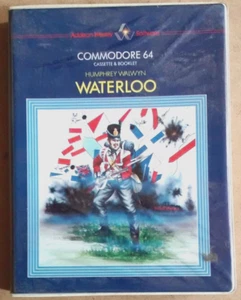 COMMODORE 64
CASSETTE & BOOKLET
HUMPHREY WALWYN
WATERLOO